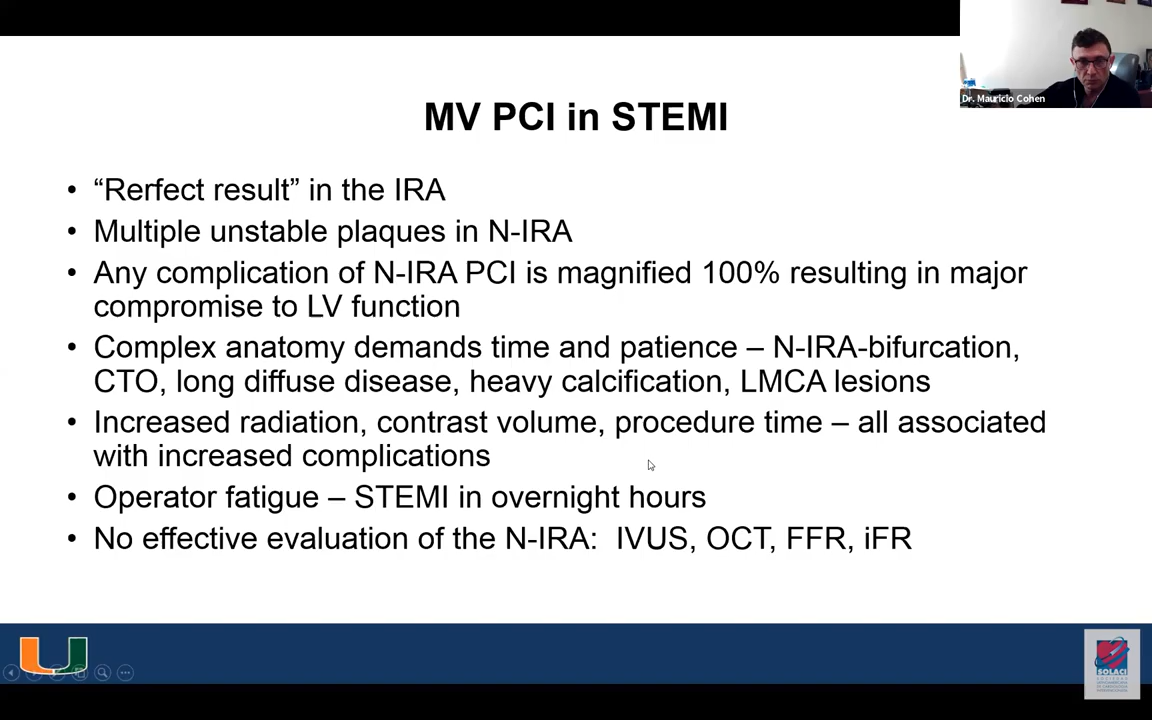 Dr. Mauricio Cohen
MV PCI in STEMI
• “Rerfect result” in the IRA
• Multiple unstable plaques in N-IRA
• Any complication of N-IRA PCI is magnified 100% resulting in major
compromise to LV function
• Complex anatomy demands time and patience – N-IRA-bifurcation,
CTO, long diffuse disease, heavy calcification, LMCA lesions
• Increased radiation, contrast volume, procedure time – all associated
with increased complications
• Operator fatigue – STEMI in overnight hours
• No effective evaluation of the N-IRA: IVUS, OCT, FFR, iFR
SOLACI